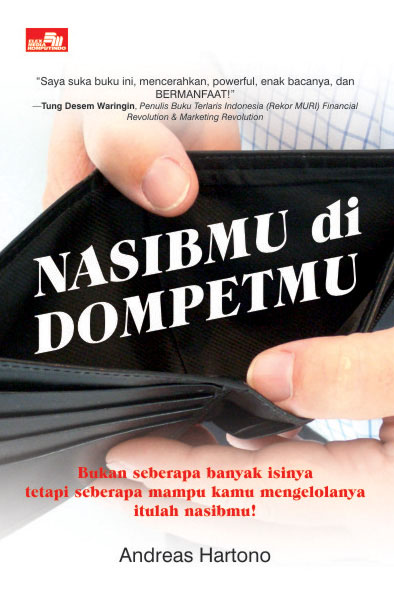 ELEX
MEDIA
KOMPUTINDO
"Saya suka buku ini, mencerahkan, powerful, enak bacanya, dan
BERMANFAAT!"
—Tung Desem Waringin, Penulis Buku Terlaris Indonesia (Rekor MURI) Financial
Revolution & Marketing Revolution
NASIBMU di
DOMPETMU
Bukan seberapa banyak isinya
tetapi seberapa mampu kamu mengelolanya
itulah nasibmu!
Andreas Hartono